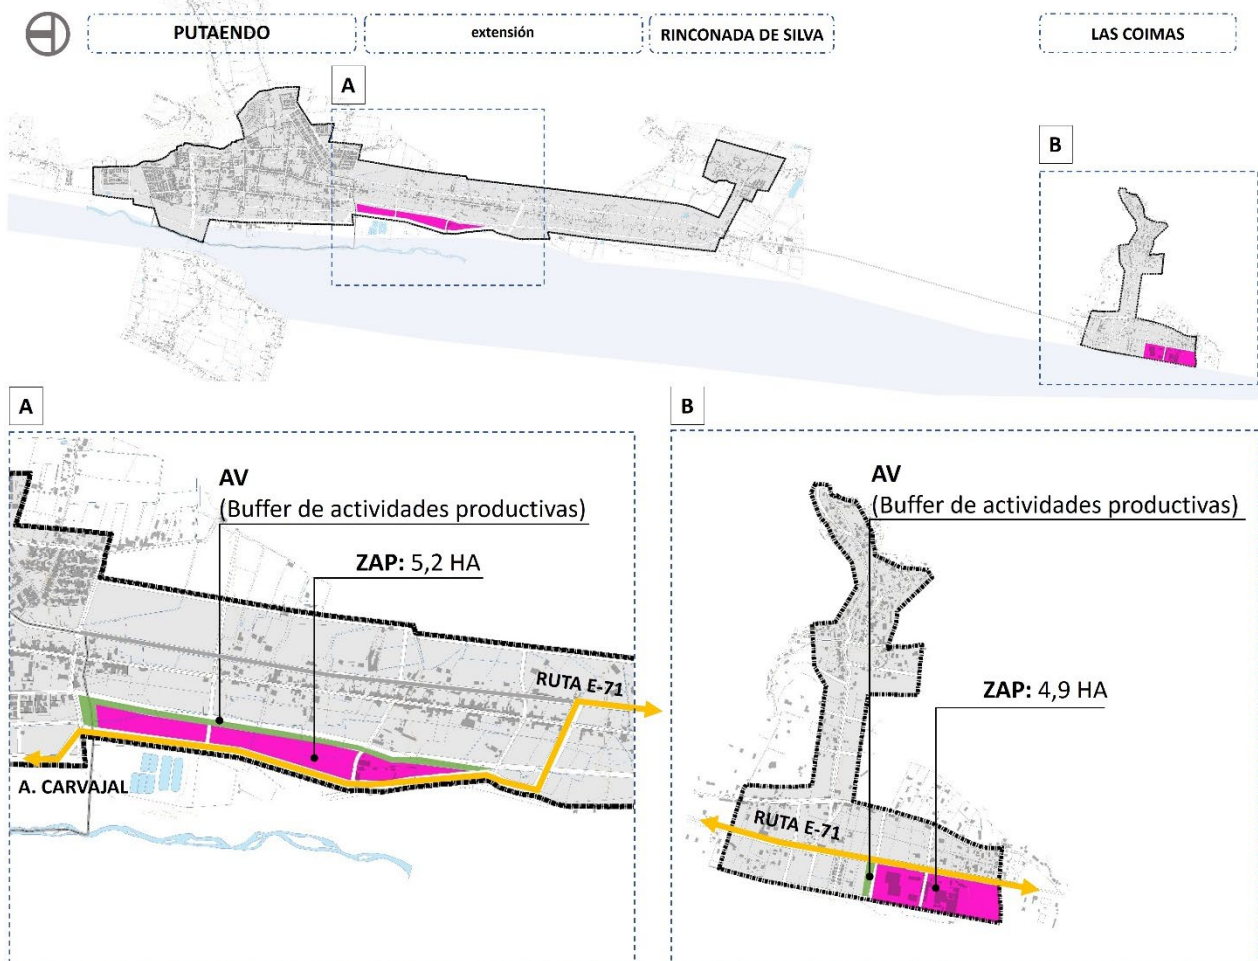 PUTAENDO
extensión
RINCONADA DE SILVA
LAS COIMAS
A
B
A
AV
(Buffer de actividades productivas)
ZAP: 5,2 HA
RUTA E-71
A. CARVAJAL
B
AV
(Buffer de actividades productivas)
ZAP: 4,9 HA
RUTA E-71